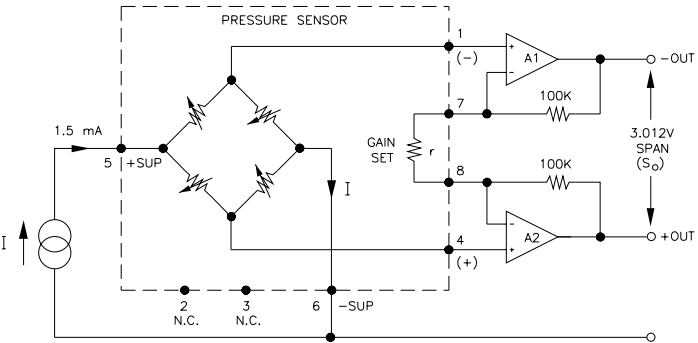 PRESSURE SENSOR
1
(−)
+
A1
−
−OUT
100K
7
1.5 mA
5
+SUP
GAIN
SET
r
3.012V
SPAN
(So)
100K
8
I
I
−
A2
+
+OUT
4
(+)
2
N.C.
3
N.C.
6
−SUP